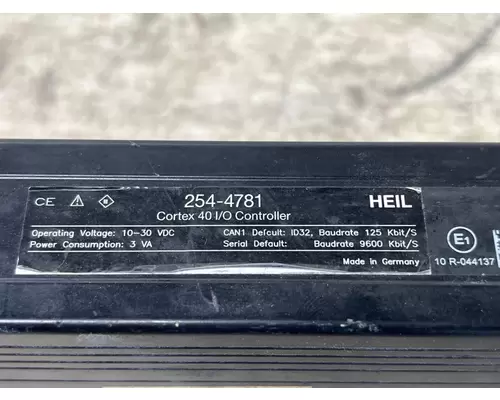 CE
254-4781
HEIL
Cortex 40 I/O Controller
Operating Voltage: 10-30 VDC CAN1 Default: ID32, Baudrate 125 Kbit/S
Power Consumption: 3 VA Serial Default: Baudrate 9600 Kbit/S
Made in Germany
E1
10 R-044137